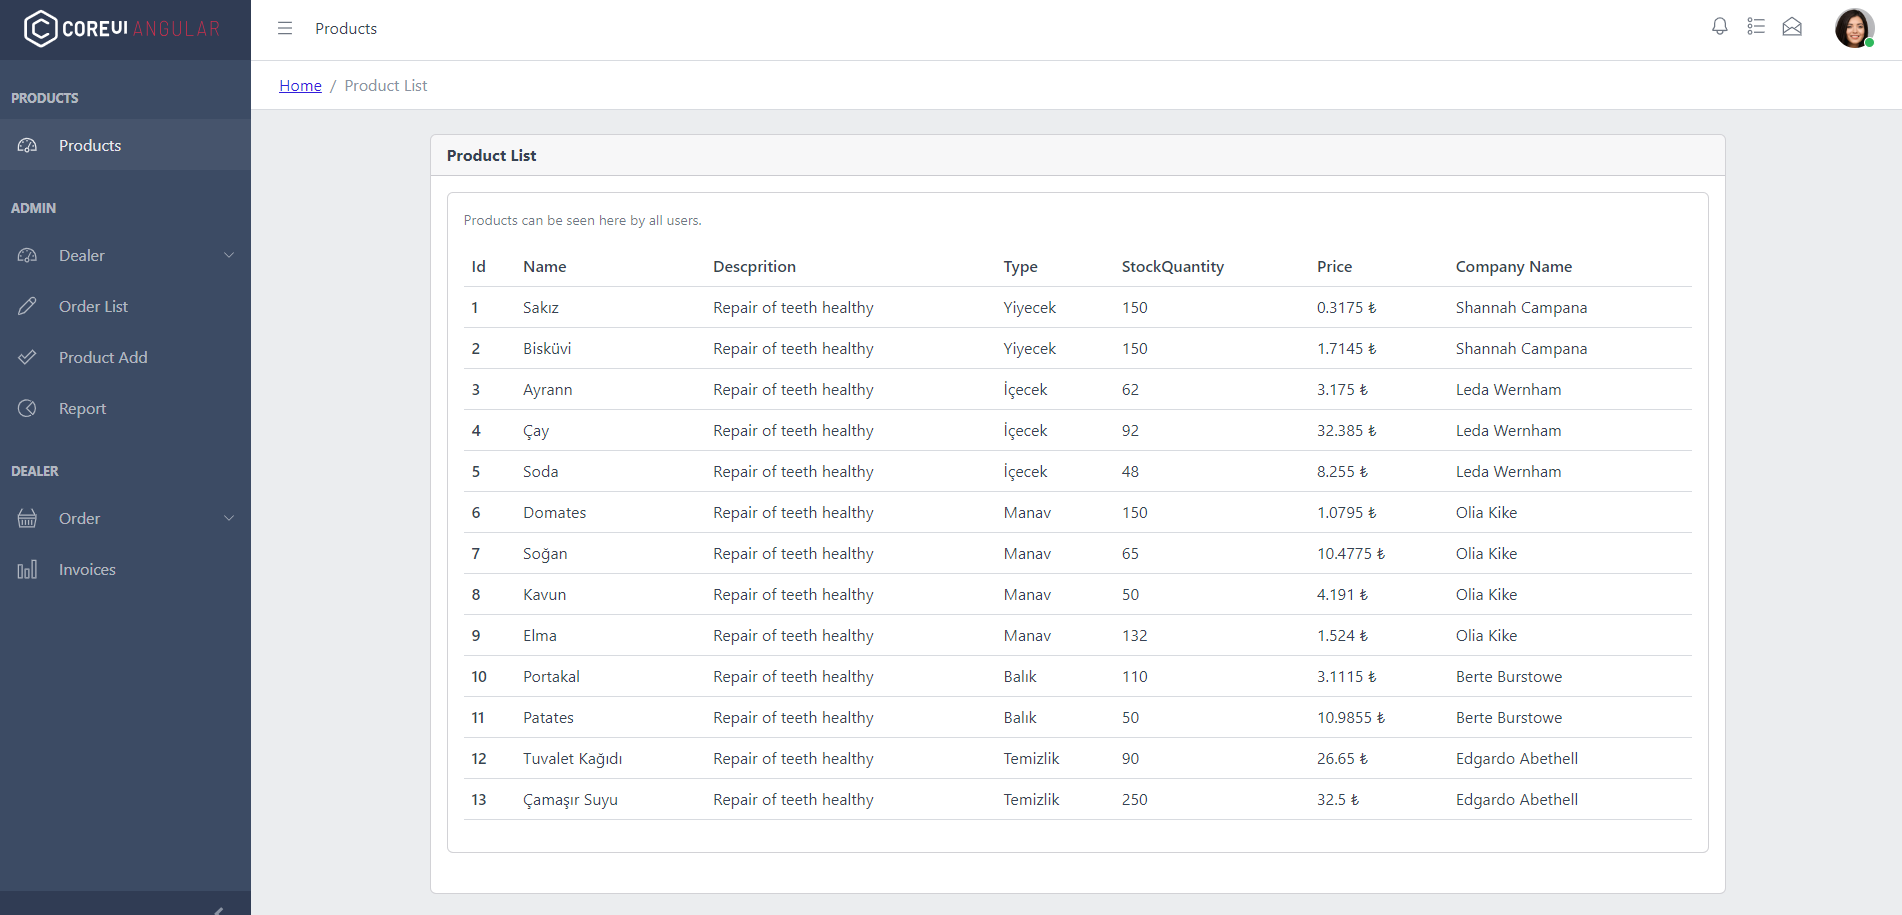 COREUI ANGULAR
Products
Home / Product List
PRODUCTS
Products
ADMIN
Dealer
Order List
Product Add
Report
DEALER
Order
Invoices
Product List
Products can be seen here by all users.
Id Name Descprition Type StockQuantity Price Company Name
1 Sakız Repair of teeth healthy Yiyecek 150 0.3175 ₺ Shannah Campana
2 Bisküvi Repair of teeth healthy Yiyecek 150 1.7145 ₺ Shannah Campana
3 Ayrann Repair of teeth healthy İçecek 62 3.175 ₺ Leda Wernham
4 Çay Repair of teeth healthy İçecek 92 32.385 ₺ Leda Wernham
5 Soda Repair of teeth healthy İçecek 48 8.255 ₺ Leda Wernham
6 Domates Repair of teeth healthy Manav 150 1.0795 ₺ Olia Kike
7 Soğan Repair of teeth healthy Manav 65 10.4775 ₺ Olia Kike
8 Kavun Repair of teeth healthy Manav 50 4.191 ₺ Olia Kike
9 Elma Repair of teeth healthy Manav 132 1.524 ₺ Olia Kike
10 Portakal Repair of teeth healthy Balık 110 3.1115 ₺ Berte Burstowe
11 Patates Repair of teeth healthy Balık 50 10.9855 ₺ Berte Burstowe
12 Tuvalet Kağıdı Repair of teeth healthy Temizlik 90 26.65 ₺ Edgardo Abethell
13 Çamaşır Suyu Repair of teeth healthy Temizlik 250 32.5 ₺ Edgardo Abethell